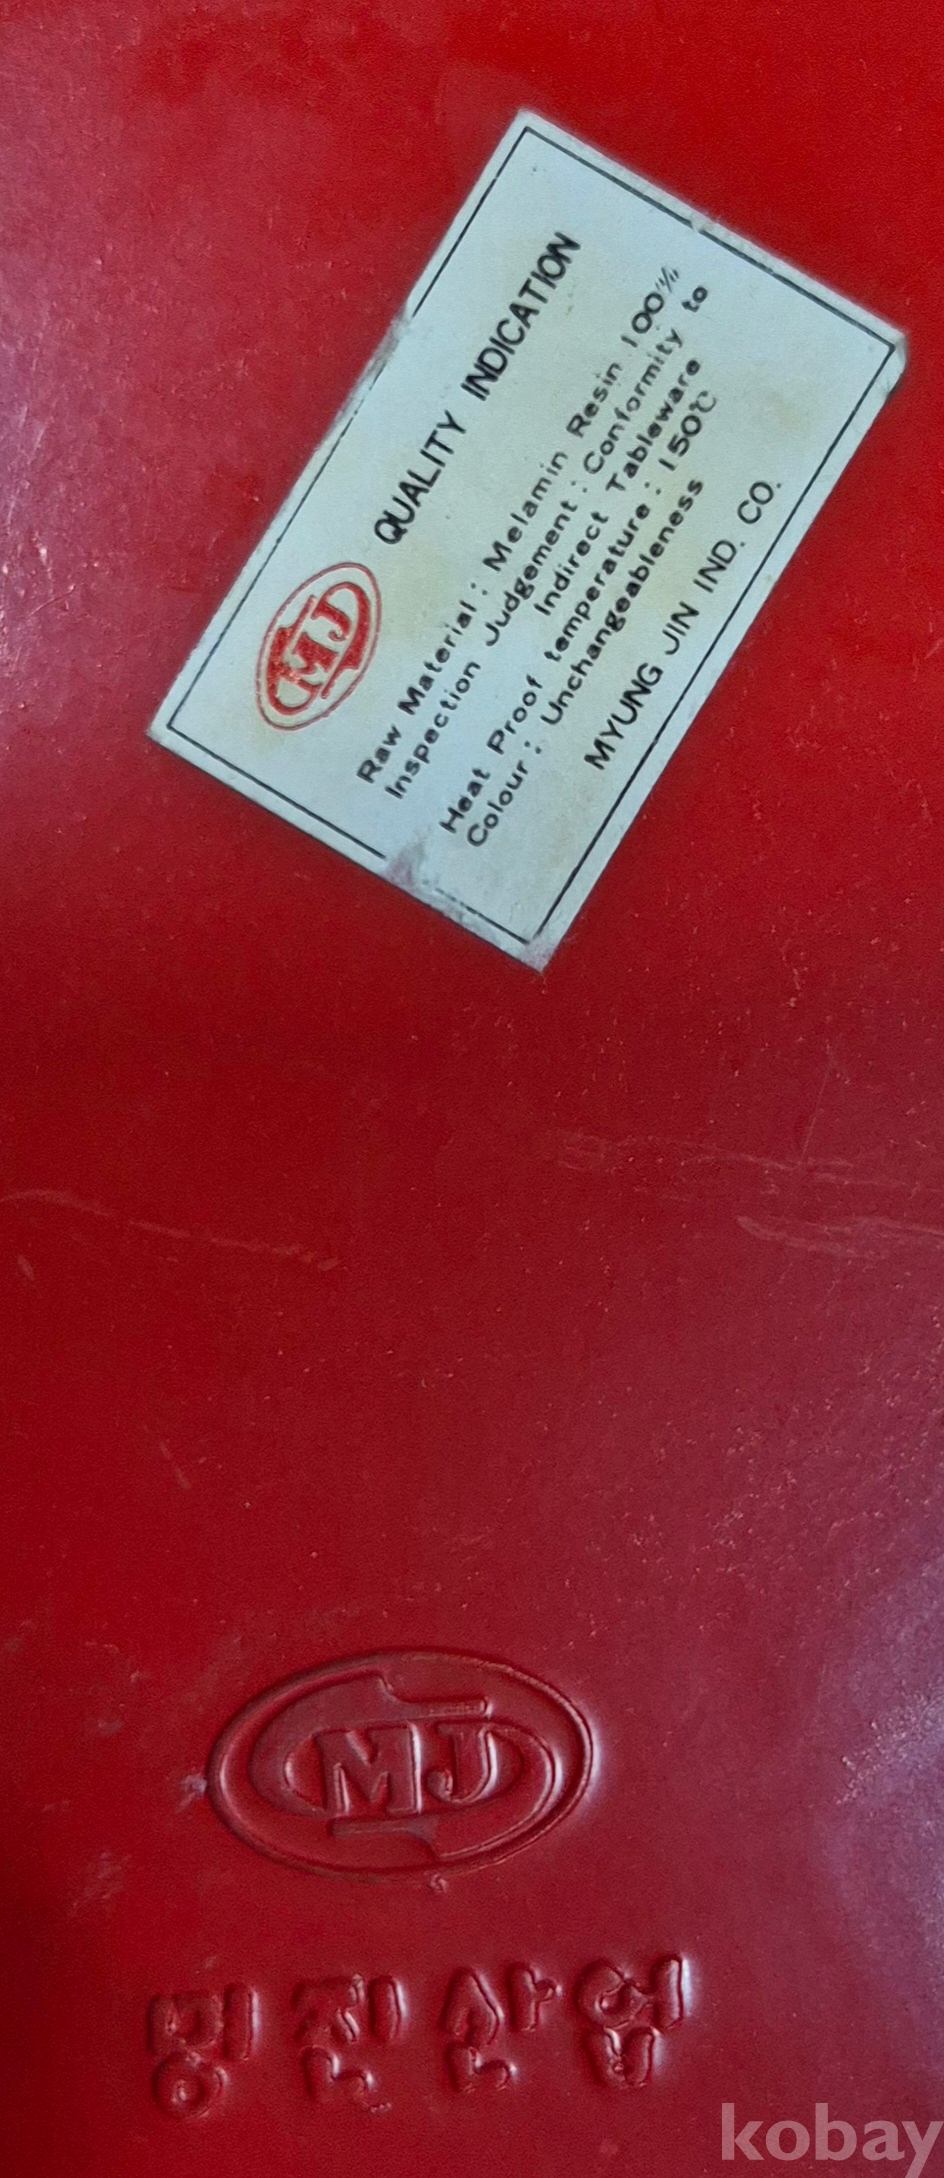 MJ
QUALITY INDICATION
Raw Material : Melamin Resin 100%
Inspection Judgement : Conformity to
Indirect Tableware
Heat Proof temperature : 150℃
Colour : Unchangeableness
MYUNG JIN IND. CO.
MJ
명진산업
kobay